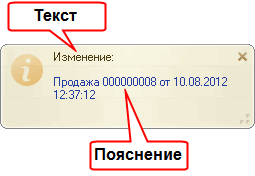 Текст
Изменение:
Продажа 000000008 от 10.08.2012
12:37:12
Пояснение